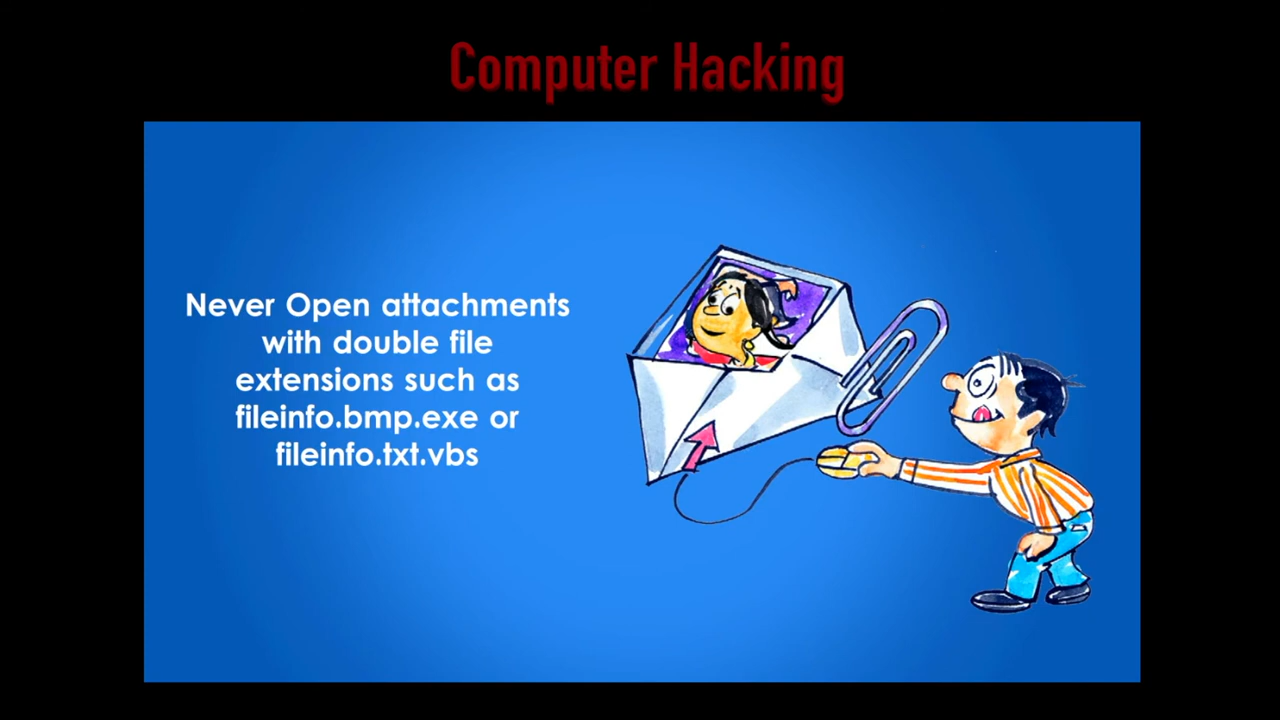 Computer Hacking
Never Open attachments
with double file
extensions such as
fileinfo.bmp.exe or
fileinfo.txt.vbs